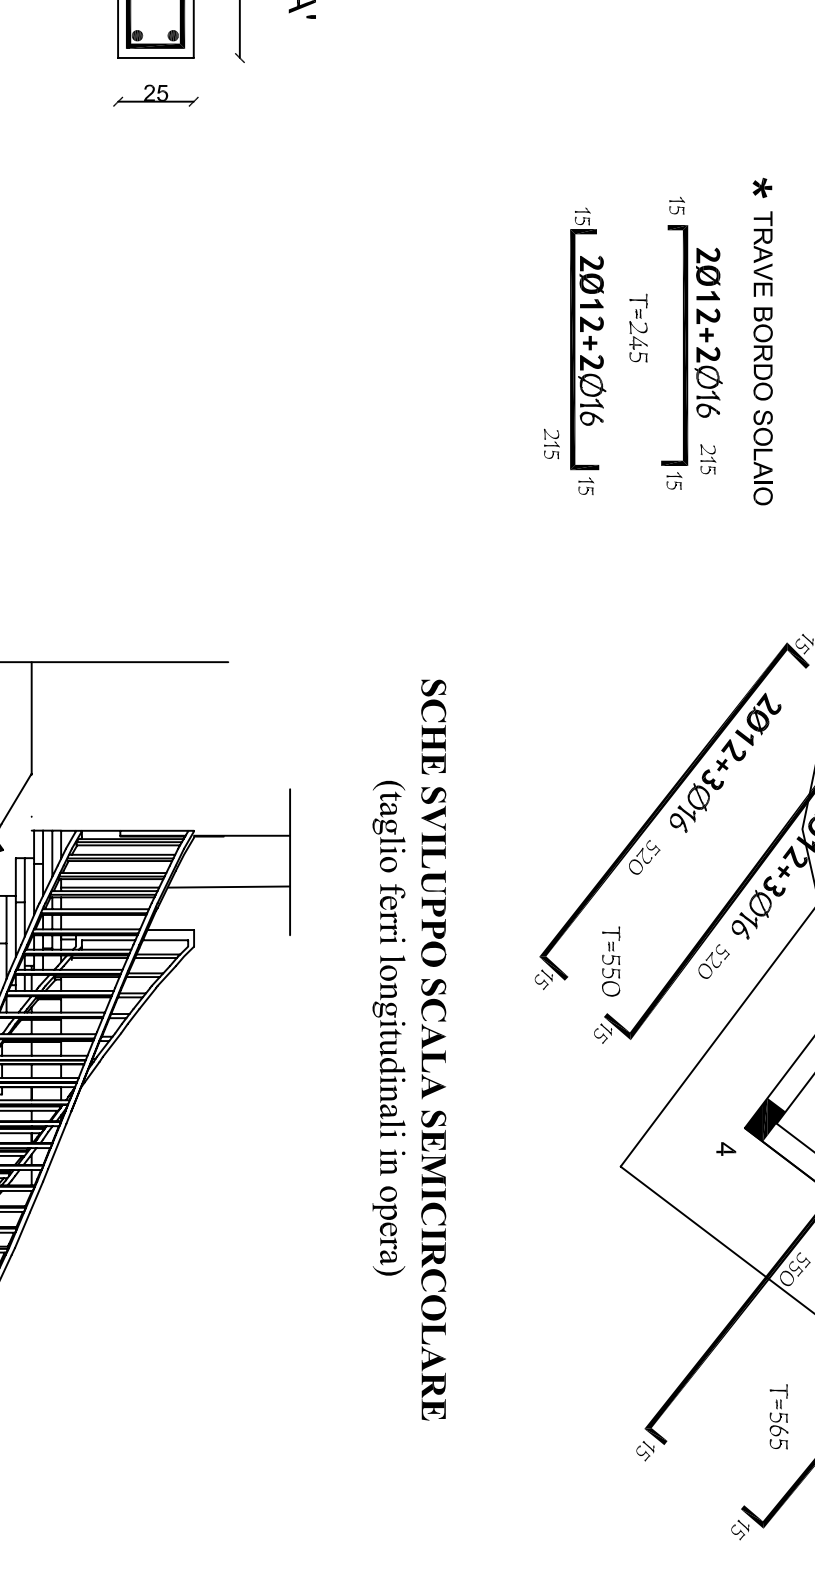 A'
25
* TRAVE BORDO SOLAIO
2Ø12+2Ø16
215
15
15
T=245
15
2Ø12+2Ø16
215
15
15
2Ø12+3Ø16
520
15
T=550
12+3Ø16
520
15
4
550
15
T=565
15
SCHE SVILUPPO SCALA SEMICIRCOLARE
(taglio ferri longitudinali in opera)